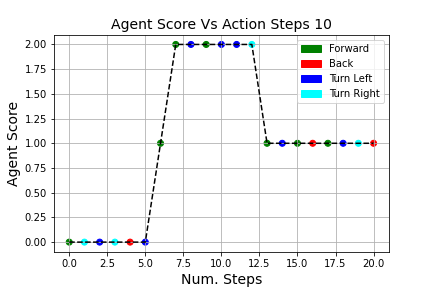 Agent Score Vs Action Steps 10
2.00
1.75
1.50
1.25
1.00
0.75
0.50
0.25
0.00
Agent Score
Forward
Back
Turn Left
Turn Right
0.0 2.5 5.0 7.5 10.0 12.5 15.0 17.5 20.0
Num. Steps